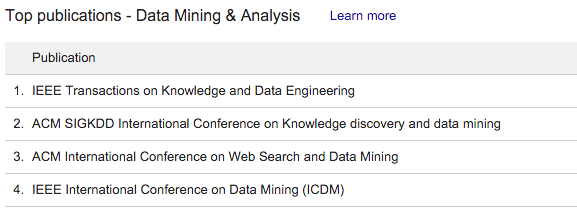 Top publications - Data Mining & Analysis Learn more
Publication
1. IEEE Transactions on Knowledge and Data Engineering
2. ACM SIGKDD International Conference on Knowledge discovery and data mining
3. ACM International Conference on Web Search and Data Mining
4. IEEE International Conference on Data Mining (ICDM)